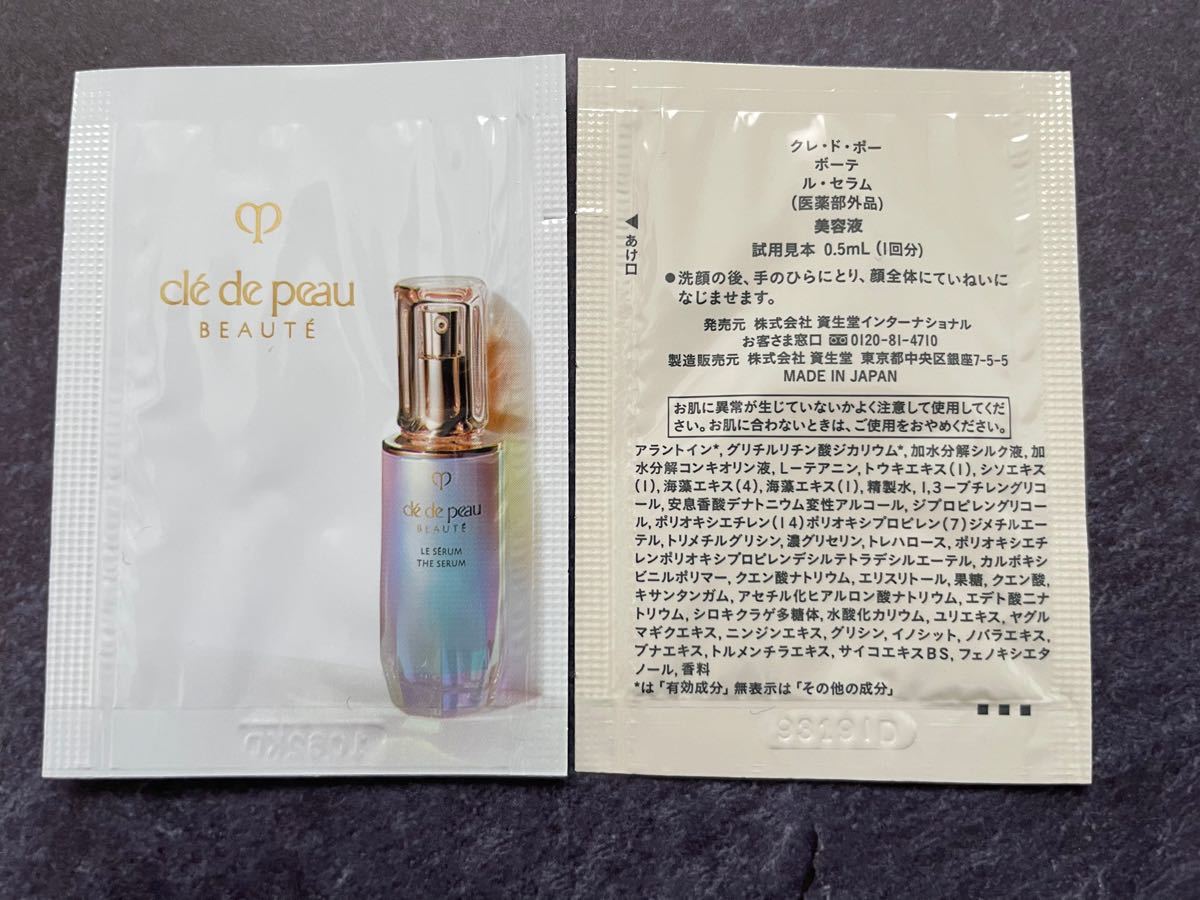 clé de peau
BEAUTÉ
clé de peau
BEAUTÉ
LE SÉRUM
THE SERUM
クレ・ド・ポー
ボーテ
ル・セラム
(医薬部外品)
美容液
試用見本 0.5mL (1回分)
◀あけ口
●洗顔の後、手のひらにとり、顔全体にていねいに
なじませます。
発売元 株式会社 資生堂インターナショナル
お客さま窓口 0120-81-4710
製造販売元 株式会社 資生堂 東京都中央区銀座7-5-5
MADE IN JAPAN
お肌に異常が生じていないかよく注意して使用してくだ
さい。お肌に合わないときは、ご使用をおやめください。
アラントイン*, グリチルリチン酸ジカリウム*, 加水分解シルク液, 加
水分解コンキオリン液, L-テアニン, トウキエキス(1), シソエキス
(1), 海藻エキス(4), 海藻エキス(1), 精製水, 1,3-ブチレングリコ
ール, 安息香酸デナトニウム変性アルコール, ジプロピレングリコー
ル, ポリオキシエチレン(14)ポリオキシプロピレン(7)ジメチルエー
テル, トリメチルグリシン, 濃グリセリン, トレハロース, ポリオキシエチ
レンポリオキシプロピレンデシルテトラデシルエーテル, カルボキシ
ビニルポリマー, クエン酸ナトリウム, エリスリトール, 果糖, クエン酸,
キサンタンガム, アセチル化ヒアルロン酸ナトリウム, エデト酸二ナ
トリウム, シロキクラゲ多糖体, 水酸化カリウム, ユリエキス, ヤグル
マギクエキス, ニンジンエキス, グリシン, イノシット, ノバラエキス,
ブナエキス, トルメンチラエキス, サイコエキスBS, フェノキシエタ
ノール, 香料
*は「有効成分」無表示は「その他の成分」
9319ID